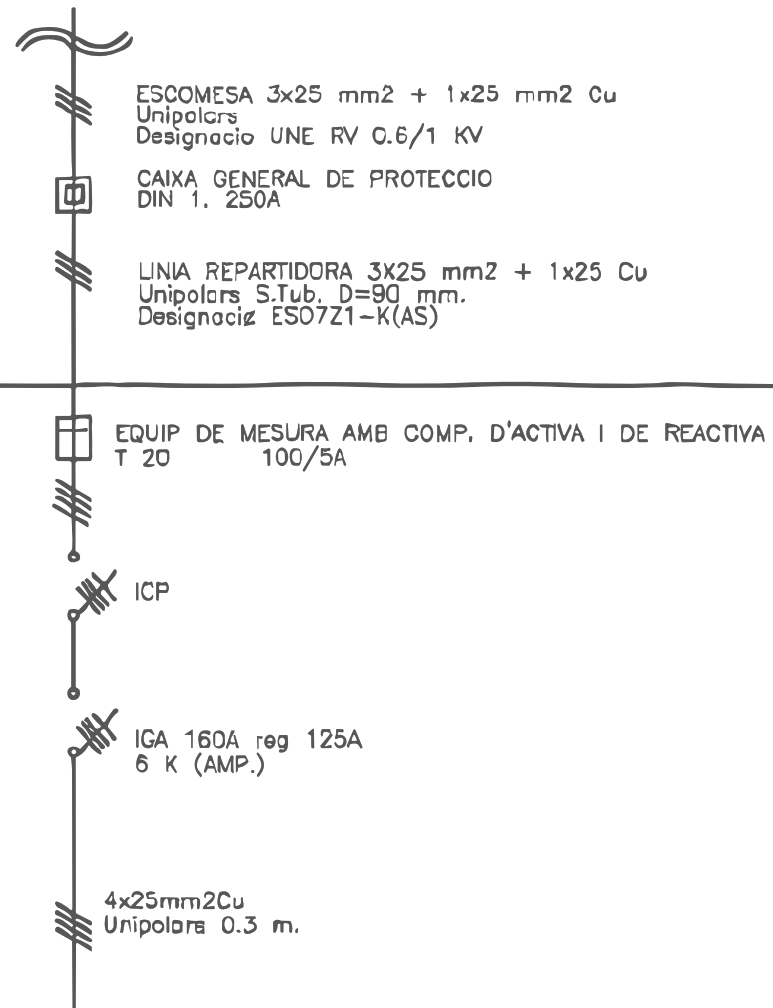 ESCOMESA 3x25 mm2 + 1x25 mm2 Cu
Unipolars
Designacio UNE RV 0.6/1 KV
CAIXA GENERAL DE PROTECCIO
DIN 1. 250A
LINIA REPARTIDORA 3X25 mm2 + 1x25 Cu
Unipolars S.Tub. D=90 mm.
Designacio ES07Z1-K(AS)
EQUIP DE MESURA AMB COMP. D'ACTIVA I DE REACTIVA
T 20 100/5A
ICP
IGA 160A reg 125A
6 K (AMP.)
4x25mm2Cu
Unipolars 0.3 m.